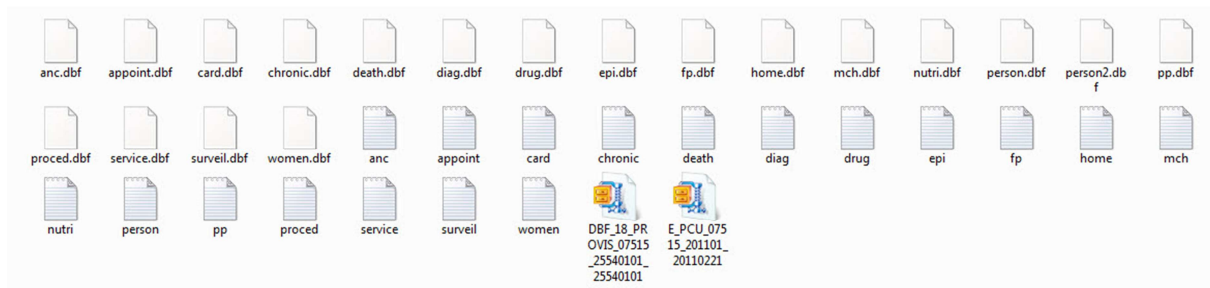 anc.dbf appoint.dbf card.dbf chronic.dbf death.dbf diag.dbf drug.dbf epi.dbf fp.dbf home.dbf mch.dbf nutri.dbf person.dbf person2.db pp.dbf
f
proced.dbf service.dbf surveil.dbf women.dbf anc appoint card chronic death diag drug epi fp home mch
nutri person pp proced service surveil women DBF_18_PR E_PCU_075
OVIS_07515 15_201101_
_25540101_ 20110221
25540101